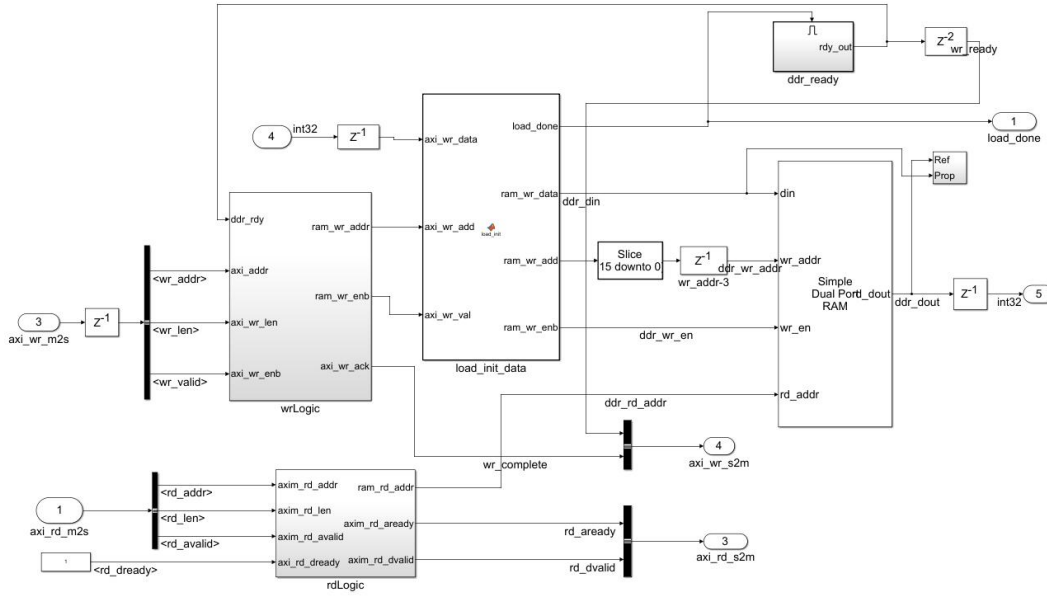 rdy_out
ddr_ready
Z-2
wr_ready
4
int32
Z-1
axi_wr_data
load_done
1
load_done
ram_wr_data
ddr_din
Ref
Prop
din
ddr_rdy
ram_wr_addr
axi_wr_add
load_init
ram_wr_add
Slice
15 downto 0
Z-1
wr_addr-3
ddr_wr_addr
wr_addr
<wr_addr>
axi_addr
ram_wr_enb
axi_wr_val
ram_wr_enb
ddr_wr_en
wr_en
Simple
Dual Port
RAM
rd_dout
ddr_dout
Z-1
int32
5
3
axi_wr_m2s
Z-1
<wr_len>
axi_wr_len
<wr_valid>
axi_wr_enb
axi_wr_ack
wrLogic
load_init_data
ddr_rd_addr
rd_addr
wr_complete
4
axi_wr_s2m
1
axi_rd_m2s
<rd_addr>
axim_rd_addr
ram_rd_addr
<rd_len>
axim_rd_len
axim_rd_aready
rd_aready
<rd_avalid>
axim_rd_avalid
1
<rd_dready>
axi_rd_dready
axim_rd_dvalid
rd_dvalid
rdLogic
3
axi_rd_s2m